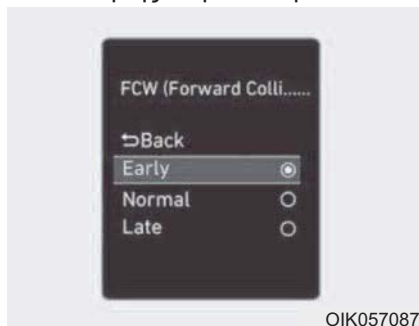 FCW (Forward Colli......
Back
Early
Normal
Late
OIK057087